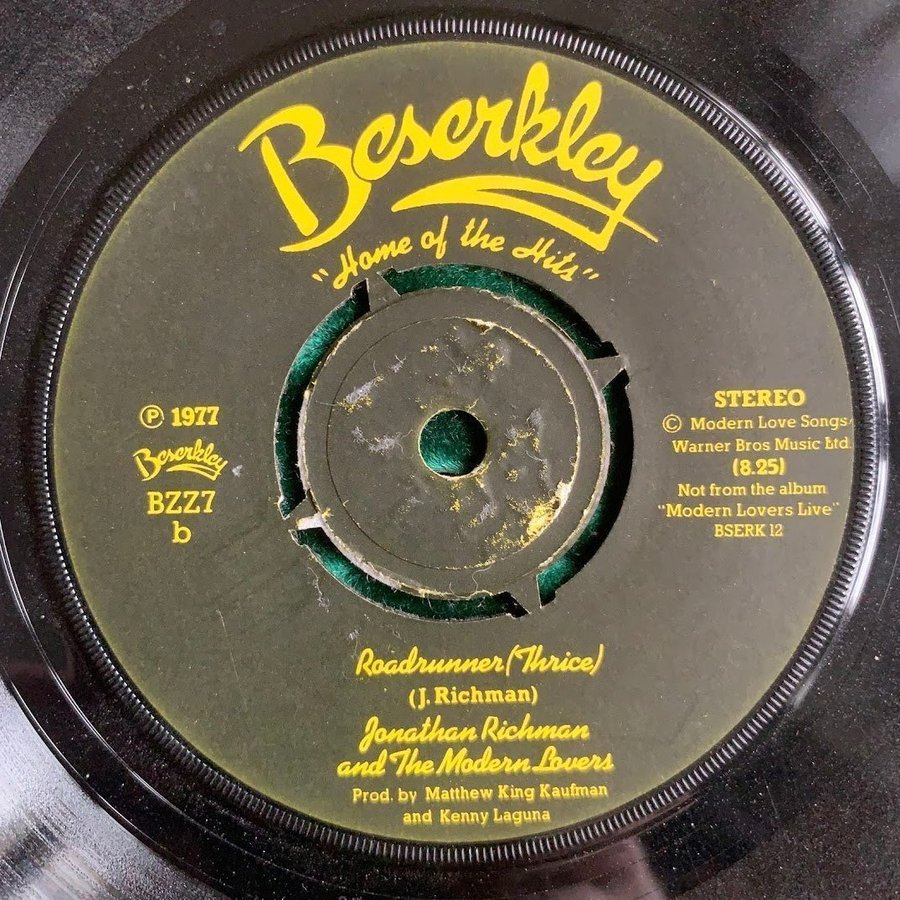 Beserkley
"Home of the Hits"
℗ 1977
Beserkley
BZZ7
b
STEREO
© Modern Love Songs/
Warner Bros Music Ltd.
(8.25)
Not from the album
"Modern Lovers Live"
BSERK 12
Roadrunner (Thrice)
(J. Richman)
Jonathan Richman
and The Modern Lovers
Prod. by Matthew King Kaufman
and Kenny Laguna